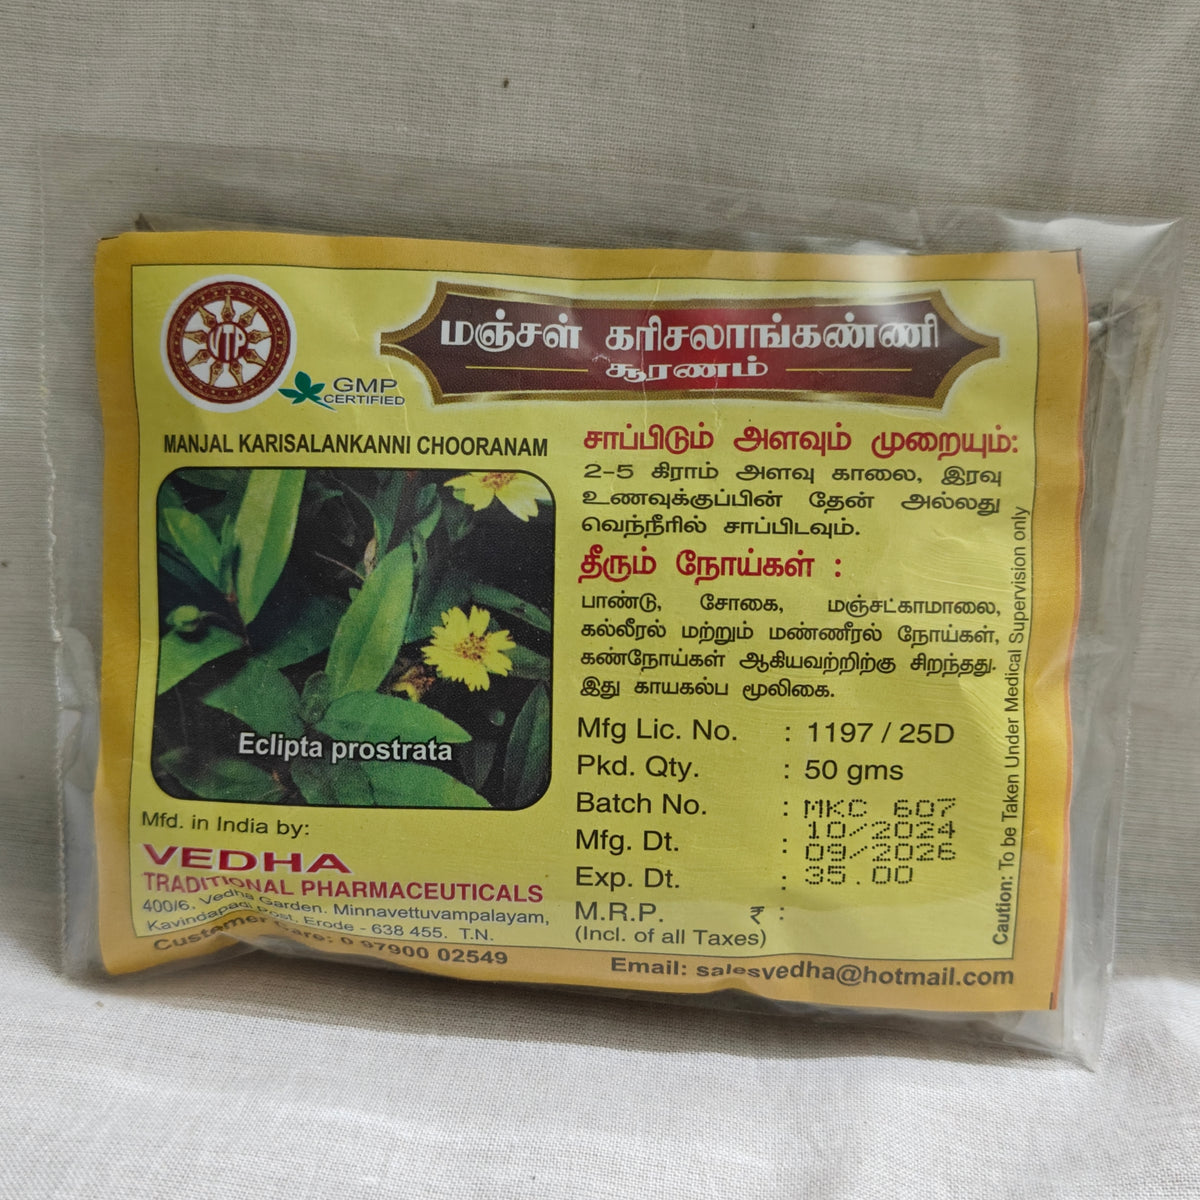 VTP
GMP
CERTIFIED
மஞ்சள் கரிசலாங்கண்ணி
சூரணம்
MANJAL KARISALANKANNI CHOORANAM
Eclipta prostrata
Mfd. in India by:
VEDHA
TRADITIONAL PHARMACEUTICALS
400/6. Vedha Garden. Minnavettuvampalayam,
Kavindapadi Post, Erode - 638 455. T.N.
Customer Care: 0 97900 02549
சாப்பிடும் அளவும் முறையும்:
2-5 கிராம் அளவு காலை, இரவு
உணவுக்குப்பின் தேன் அல்லது
வெந்நீரில் சாப்பிடவும்.
தீரும் நோய்கள் :
பாண்டு, சோகை, மஞ்சட்காமாலை,
கல்லீரல் மற்றும் மண்ணீரல் நோய்கள்,
கண்நோய்கள் ஆகியவற்றிற்கு சிறந்தது.
இது காயகல்ப மூலிகை.
Mfg Lic. No. : 1197 / 25D
Pkd. Qty. : 50 gms
Batch No. : MKC 607
Mfg. Dt. : 10/2024
Exp. Dt. : 09/2026
M.R.P. ₹ : 35.00
(Incl. of all Taxes)
Email: salesvedha@hotmail.com
Caution: To be Taken Under Medical Supervision only